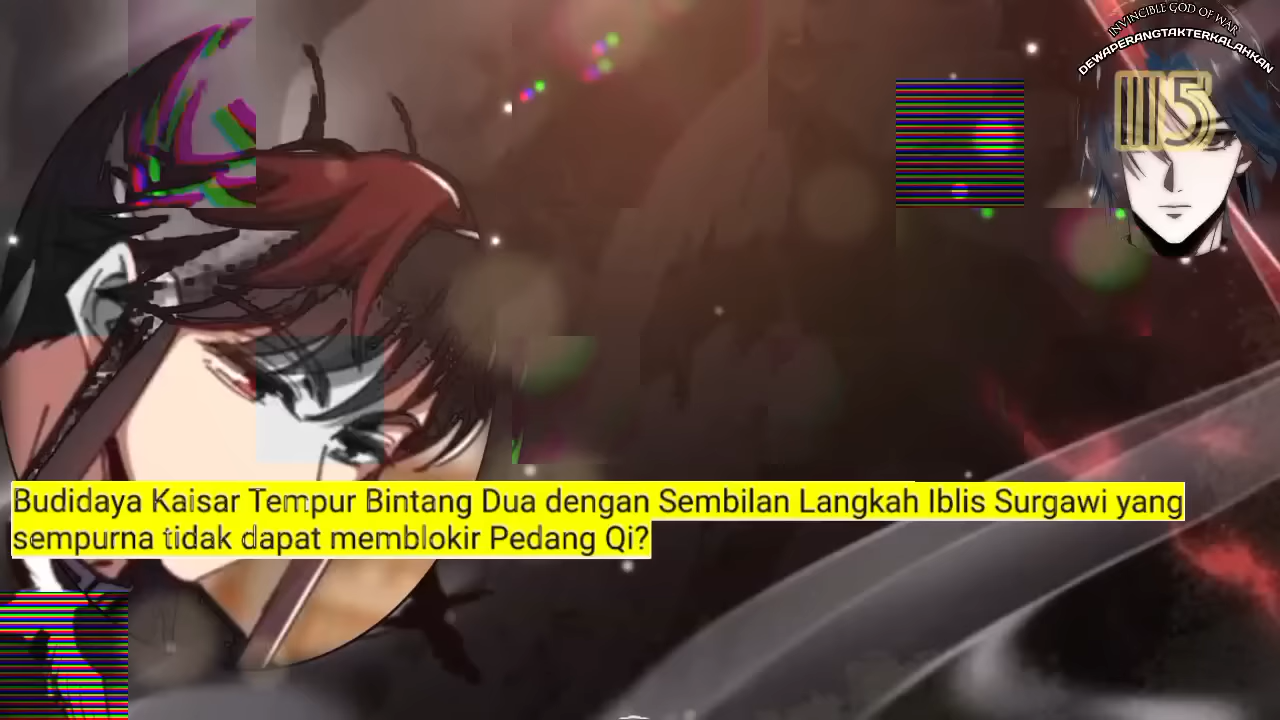 INVINCIBLE GOD OF WAR
DEWAPERANGTAKTERKALAHKAN
115
Budidaya Kaisar Tempur Bintang Dua dengan Sembilan Langkah Iblis Surgawi yang
sempurna tidak dapat memblokir Pedang Qi?